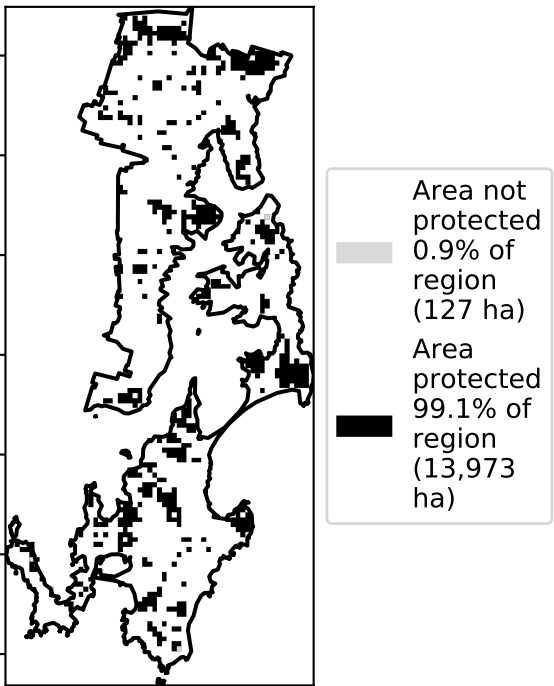 Area not
protected
0.9% of
region
(127 ha)
Area
protected
99.1% of
region
(13,973
ha)